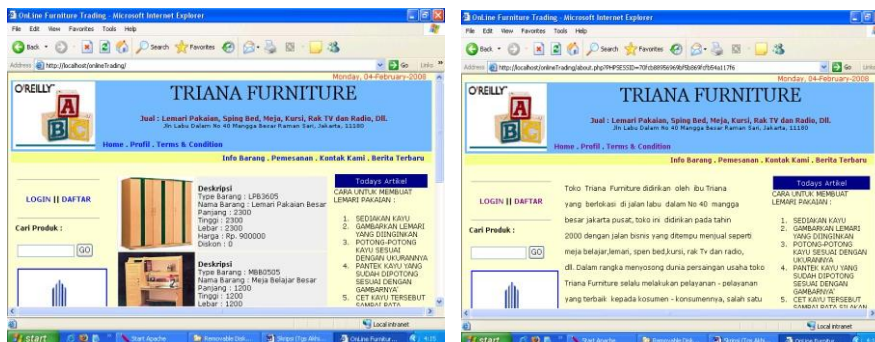 OnLine Furniture Trading - Microsoft Internet Explorer
File Edit View Favorites Tools Help
Back Search Favorites
Address http://localhost/onlineTrading/ Go Links
Monday, 04-February-2008
O'REILLY'
A
B
TRIANA FURNITURE
Jual : Lemari Pakaian, Sping Bed, Meja, Kursi, Rak TV dan Radio, Dll.
Jln Labu Dalam No 40 Mangga Besar Raman Sari, Jakarta, 11180
Home . Profil . Terms & Condition
Info Barang . Pemesanan . Kontak Kami . Berita Terbaru
LOGIN || DAFTAR
Cari Produk :
GO
Deskripsi
Type Barang : LPB3605
Nama Barang : Lemari Pakaian Besar
Panjang : 2300
Tinggi : 2300
Lebar : 2300
Harga : Rp. 900000
Diskon : 0
Deskripsi
Type Barang : MBB0505
Nama Barang : Meja Belajar Besar
Panjang : 1200
Tinggi : 1200
Lebar : 1200
Todays Artikel
CARA UNTUK MEMBUAT
LEMARI PAKAIAN :
1. SEDIAKAN KAYU
2. GAMBARKAN LEMARI
YANG DIINGINKAN
3. POTONG-POTONG
KAYU SESUAI
DENGAN UKURANNYA
4. PANTEK KAYU YANG
SUDAH DIPOTONG
SESUAI DENGAN
GAMBARNYA
5. CET KAYU TERSEBUT
Local intranet
start Start Apache Removable Disk... OnLine Furnitur... 4:15
OnLine Furniture Trading - Microsoft Internet Explorer
File Edit View Favorites Tools Help
Back Search Favorites
Address Go Links
Monday, 04-February-2008
O'REILLY'
A
B
TRIANA FURNITURE
Jual : Lemari Pakaian, Sping Bed, Meja, Kursi, Rak TV dan Radio, Dll.
Jln Labu Dalam No 40 Mangga Besar Raman Sari, Jakarta, 11180
Home . Profil . Terms & Condition
Info Barang . Pemesanan . Kontak Kami . Berita Terbaru
LOGIN || DAFTAR
Cari Produk :
GO
Toko Triana Furniture didirikan oleh ibu Triana
yang berlokasi di jalan labu dalam No 40 mangga
besar jakarta pusat, toko ini didirikan pada tahin
2000 dengan jalan bisnis yang ditempu menjual seperti
meja belajar,lemari, spen bed,kursi, rak Tv dan radio,
dll. Dalam rangka menyosong dunia persaingan usaha toko
Triana Furniture selalu melakukan pelayanan - pelayanan
yang terbaik kepada kosumen - konsumennya, salah satu
Todays Artikel
CARA UNTUK MEMBUAT
LEMARI PAKAIAN :
1. SEDIAKAN KAYU
2. GAMBARKAN LEMARI
YANG DIINGINKAN
3. POTONG-POTONG
KAYU SESUAI DENGAN
UKURANNYA
4. PANTEK KAYU YANG
SUDAH DIPOTONG
SESUAI DENGAN
GAMBARNYA
5. CET KAYU TERSEBUT
Local intranet
start Start Apache Removable Disk...